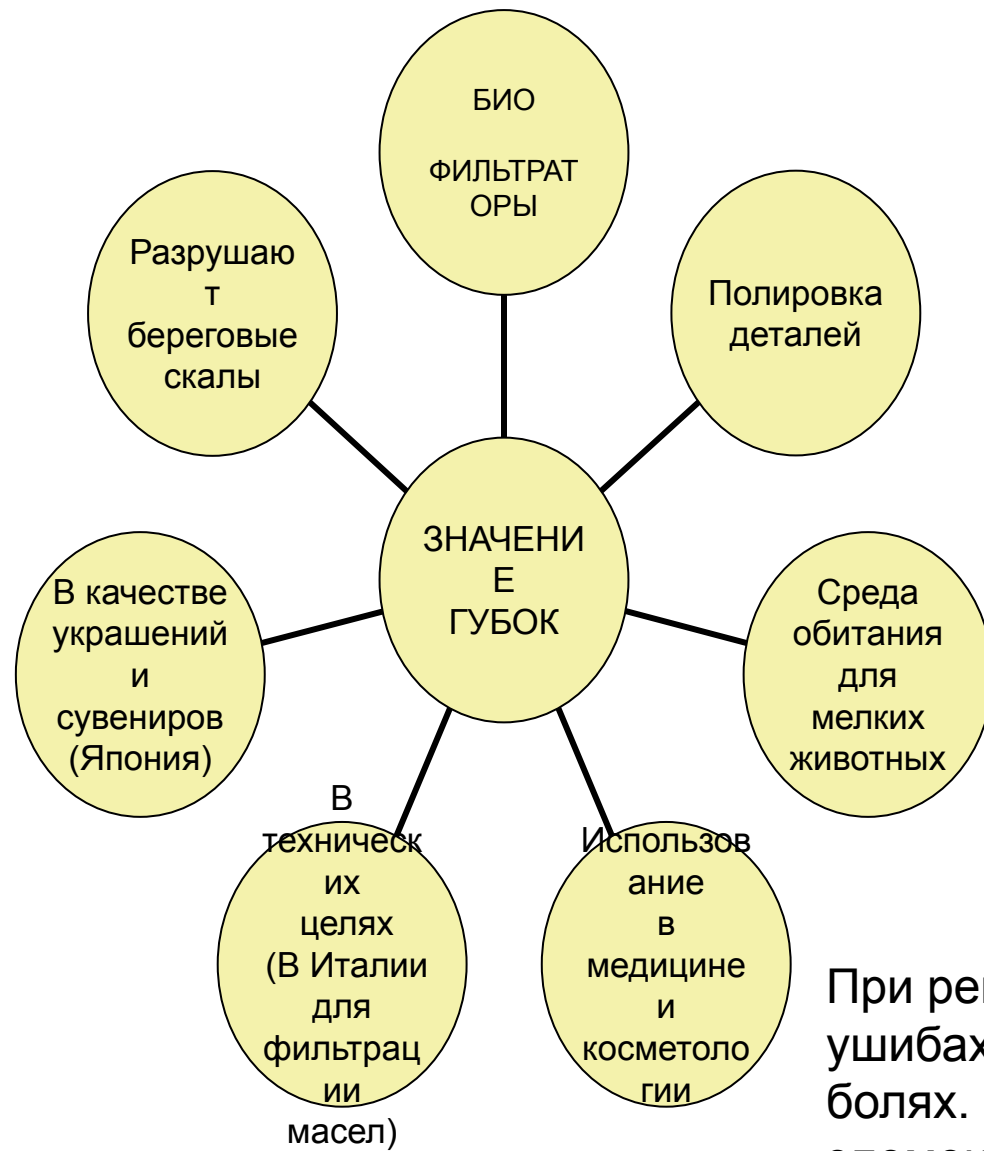 БИО
ФИЛЬТРАТ
ОРЫ
Полировка
деталей
Среда
обитания
для
мелких
животных
Использов
ание
в
медицине
и
косметоло
гии
В
техническ
их
целях
(В Италии
для
фильтрац
ии
масел)
В качестве
украшений
и
сувениров
(Япония)
Разрушаю
т
береговые
скалы
ЗНАЧЕНИ
Е
ГУБОК
При
ушибах
болях.